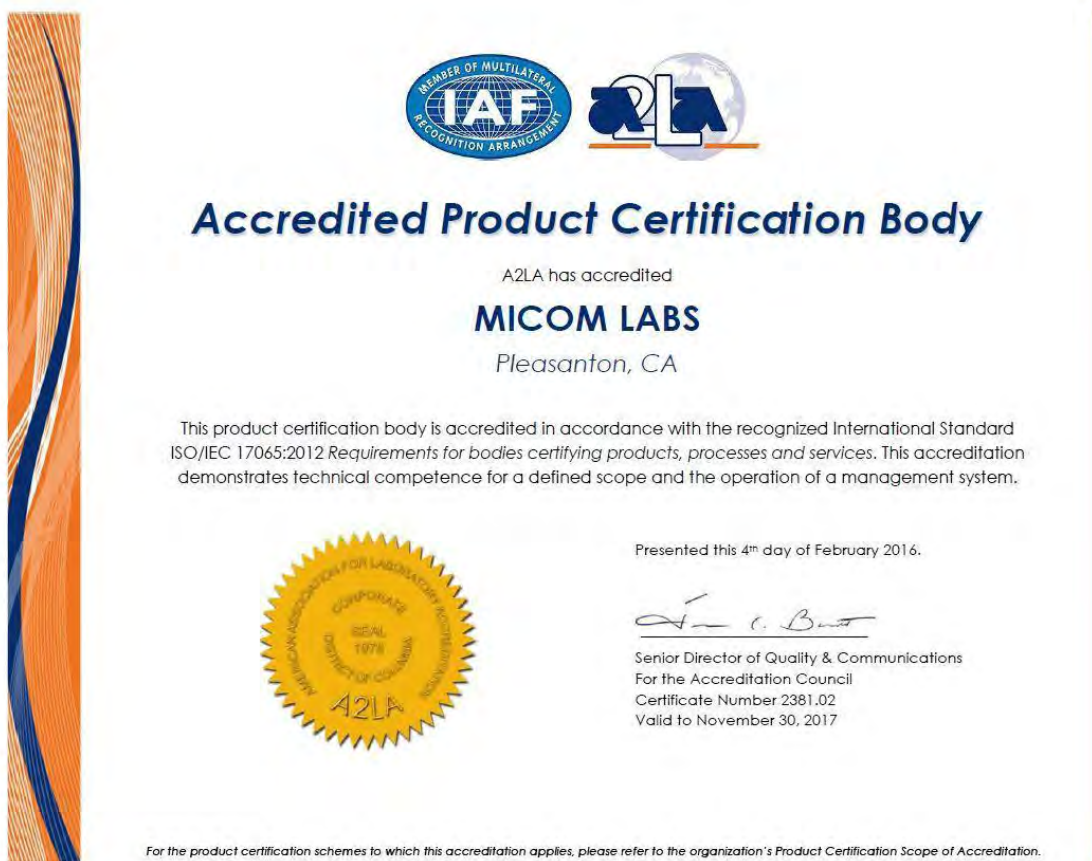 MEMBER OF MULTILATERAL
IAF
RECOGNITION ARRANGEMENT
a2La
Accredited Product Certification Body
A2LA has accredited
MICOM LABS
Pleasanton, CA
This product certification body is accredited in accordance with the recognized International Standard
ISO/IEC 17065:2012 Requirements for bodies certifying products, processes and services. This accreditation
demonstrates technical competence for a defined scope and the operation of a management system.
AMERICAN ASSOCIATION FOR LABORATORY ACCREDITATION
CORPORATE
SEAL
1978
DISTRICT OF COLUMBIA
A2LA
Presented this 4th day of February 2016.
Senior Director of Quality & Communications
For the Accreditation Council
Certificate Number 2381.02
Valid to November 30, 2017
For the product certification schemes to which this accreditation applies, please refer to the organization's Product Certification Scope of Accreditation.